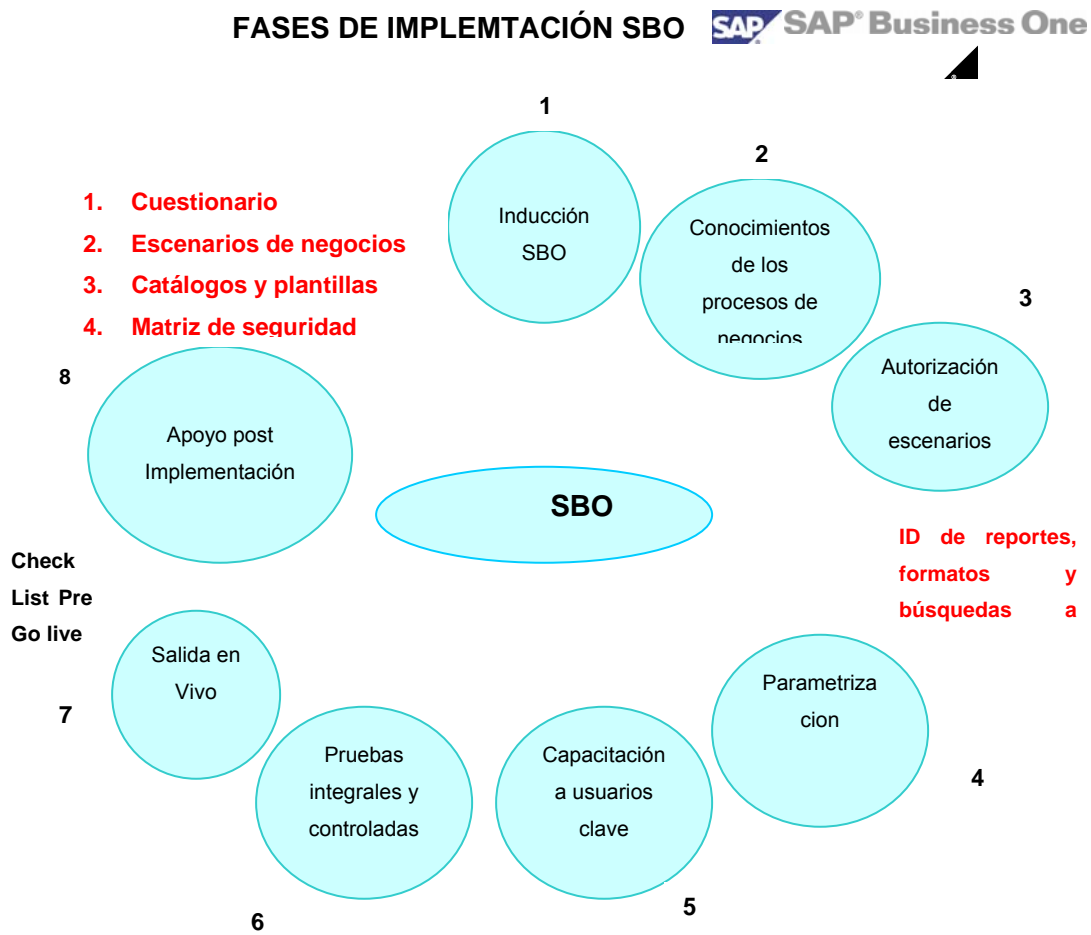 FASES DE IMPLEMTACIÓN SBO
SAP SAP® Business One
®
1
Inducción
SBO
2
Conocimientos
de los
procesos de
negocios
1. Cuestionario
2. Escenarios de negocios
3. Catálogos y plantillas
4. Matriz de seguridad
3
Autorización
de
escenarios
8
Apoyo post
Implementación
SBO
ID de reportes,
formatos y
búsquedas a
Check
List Pre
Go live
Salida en
Vivo
7
Parametriza
cion
4
Pruebas
integrales y
controladas
6
Capacitación
a usuarios
clave
5